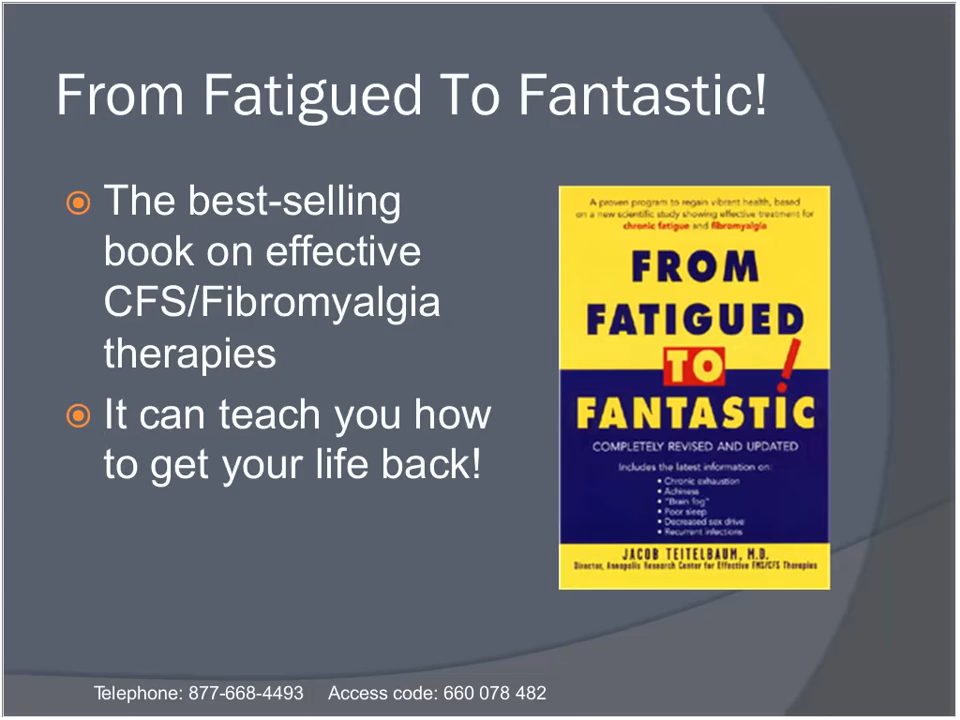 From Fatigued To Fantastic!
The best-selling
book on effective
CFS/Fibromyalgia
therapies
It can teach you how
to get your life back!
A proven program to regain vibrant health, based
on a new scientific study showing effective treatment for
chronic fatigue and fibromyalgia
FROM
FATIGUED
TO
FANTASTIC!
COMPLETELY REVISED AND UPDATED
Includes the latest information on:
• Chronic exhaustion
• Achiness
• "Brain fog"
• Poor sleep
• Decreased sex drive
• Recurrent infections
JACOB TEITELBAUM, M.D.
Director, Annapolis Research Center for Effective FMS/CFS Therapies
Telephone: 877-668-4493 Access code: 660 078 482